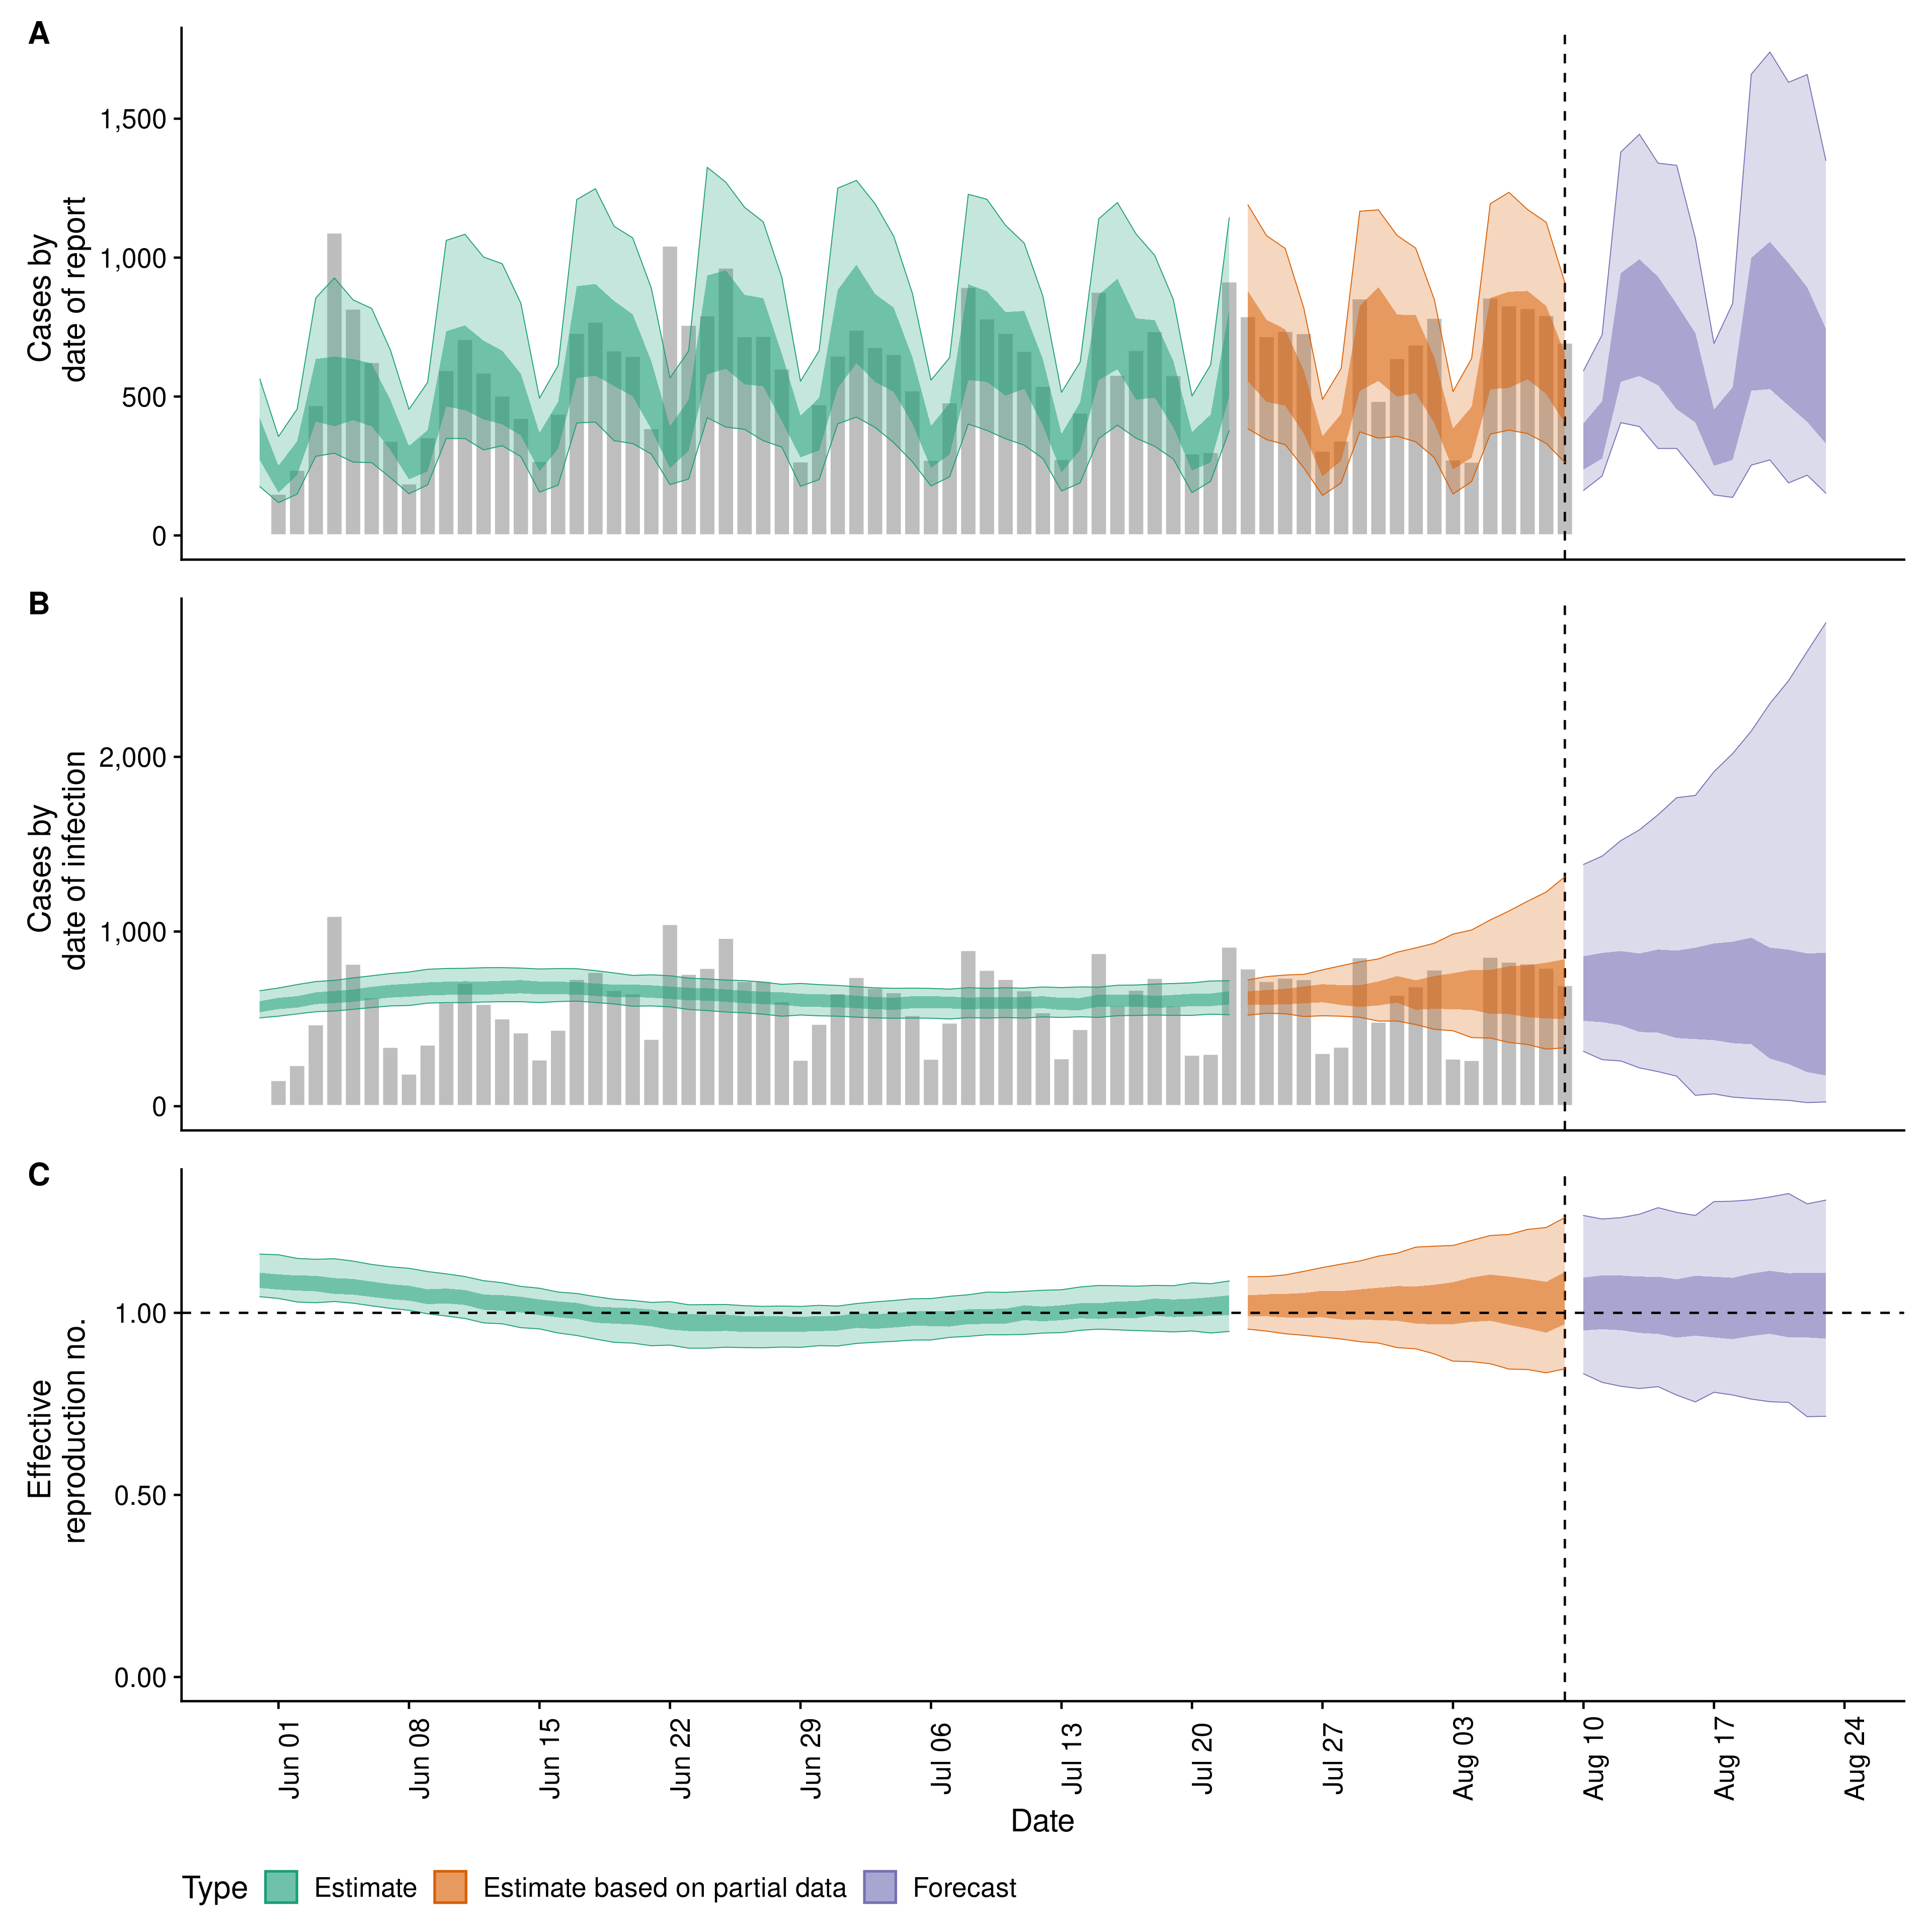 A
Cases by
date of report
1,500
1,000
500
0
B
Cases by
date of infection
2,000
1,000
0
C
Effective
reproduction no.
1.00
0.50
0.00
Jun 01
Jun 08
Jun 15
Jun 22
Jun 29
Jul 06
Jul 13
Jul 20
Jul 27
Aug 03
Aug 10
Aug 17
Aug 24
Date
Type Estimate Estimate based on partial data Forecast